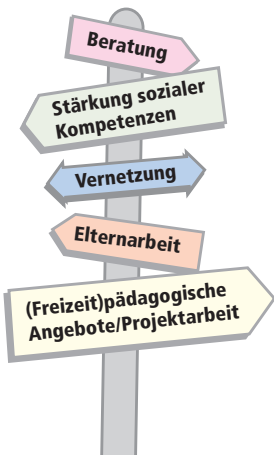 Beratung
Stärkung sozialer
Kompetenzen
Vernetzung
Elternarbeit
(Freizeit)pädagogische
Angebote/Projektarbeit